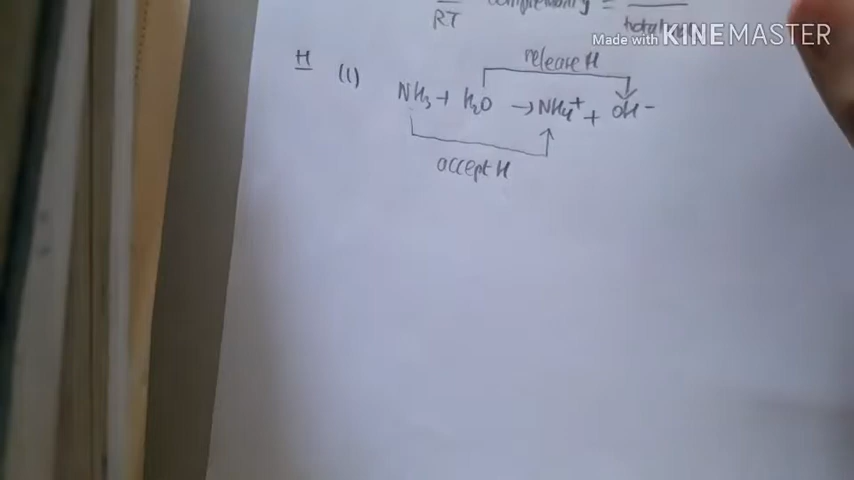 RT =
Made with KINEMASTER
H (1)
release H
NH3 + H2O → NH4+ + OH-
accept H